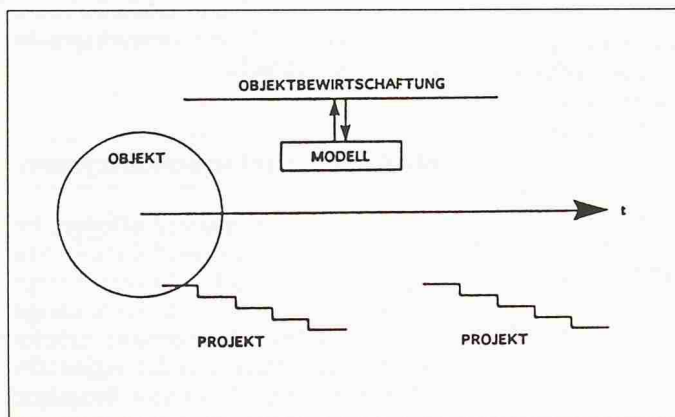 OBJEKTBEWIRTSCHAFTUNG
OBJEKT
MODELL
t
PROJEKT
PROJEKT